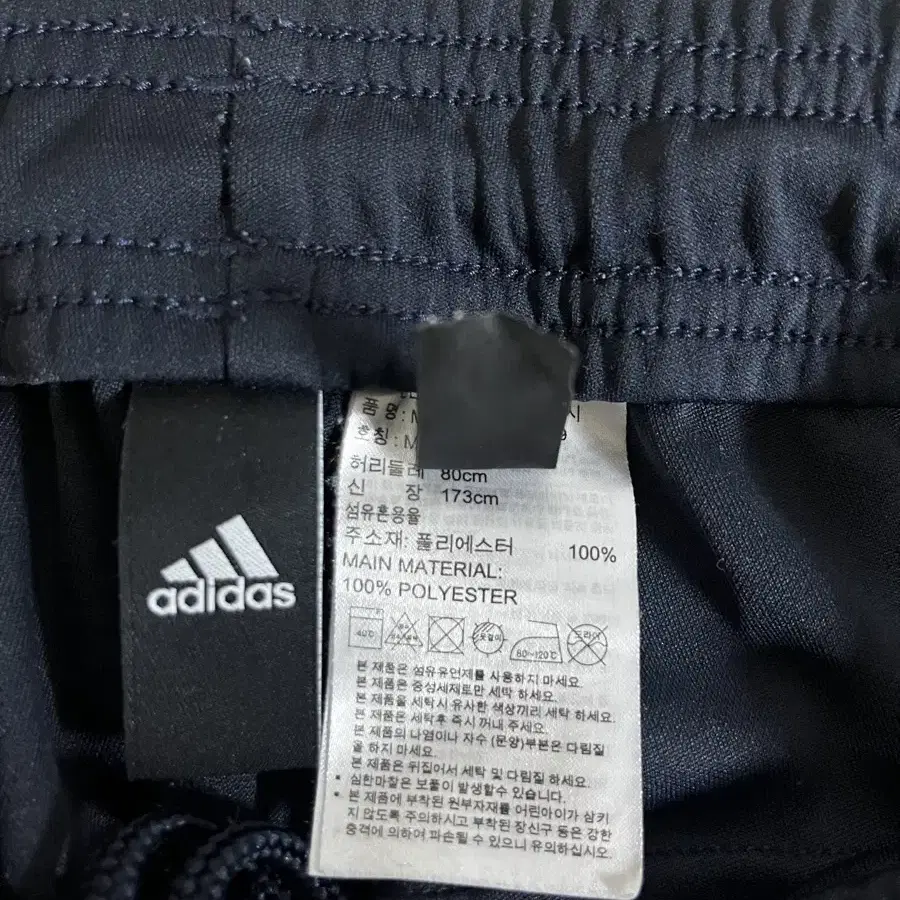 adidas
품명: M
호칭: M
허리둘레 80cm
신 장 173cm
섬유혼용율
주소재: 폴리에스터 100%
MAIN MATERIAL:
100% POLYESTER
40℃ 옷걸이 80~120℃ 드라이
본 제품은 섬유유연제를 사용하지 마세요.
본 제품은 중성세제로만 세탁 하세요.
본 제품을 세탁시 유사한 색상끼리 세탁 하세요.
본 제품은 세탁후 즉시 꺼내 주세요.
본 제품의 나염이나 자수 (문양)부분은 다림질
을 하지 마세요.
본 제품은 뒤집어서 세탁 및 다림질 하세요.
* 심한마찰은 보풀이 발생할수 있습니다.
* 본 제품에 부착된 원부자재를 어린아이가 삼키
지 않도록 주의하시고 부착된 장신구 등은 강한
충격에 의하여 파손될 수 있으니 유의하십시오.